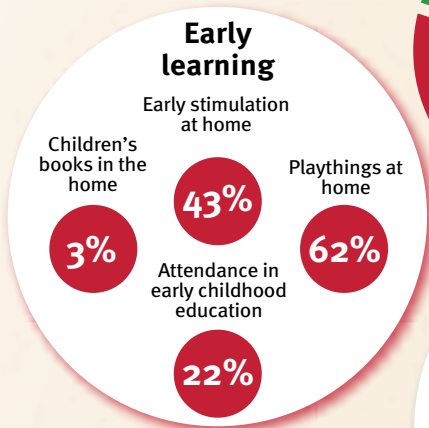 Early
learning
Early stimulation
at home
43%
Children’s
books in the
home
3%
Playthings at
home
62%
Attendance in
early childhood
education
22%